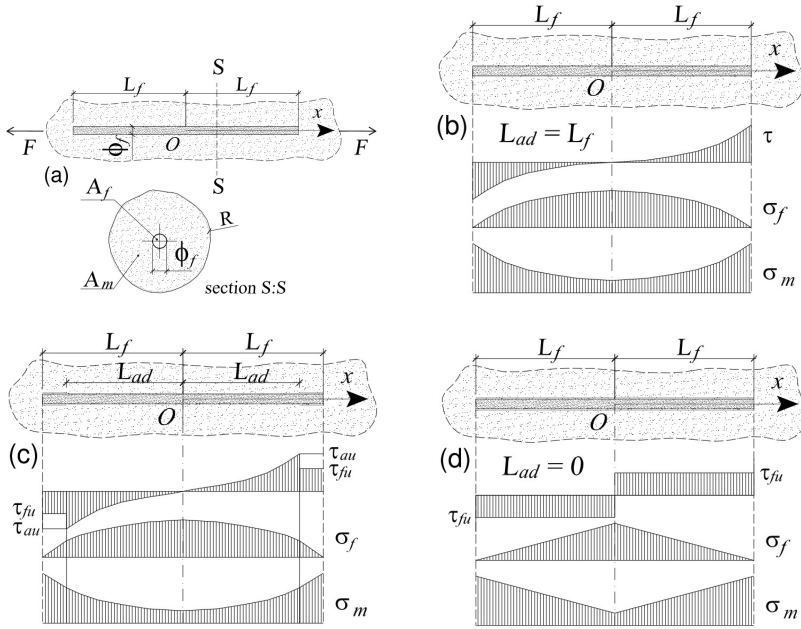 S
L_f L_f
x
F O F
ϕ_f
S
(a)
A_f
R
ϕ_f
A_m
section S:S
L_f L_f
x
O
(b)
L_ad = L_f
τ
σ_f
σ_m
L_f L_f
L_ad L_ad
x
O
(c)
τ_au
τ_fu
τ_fu
τ_au
σ_f
σ_m
L_f L_f
x
O
(d)
L_ad = 0
τ_fu
τ_fu
σ_f
σ_m